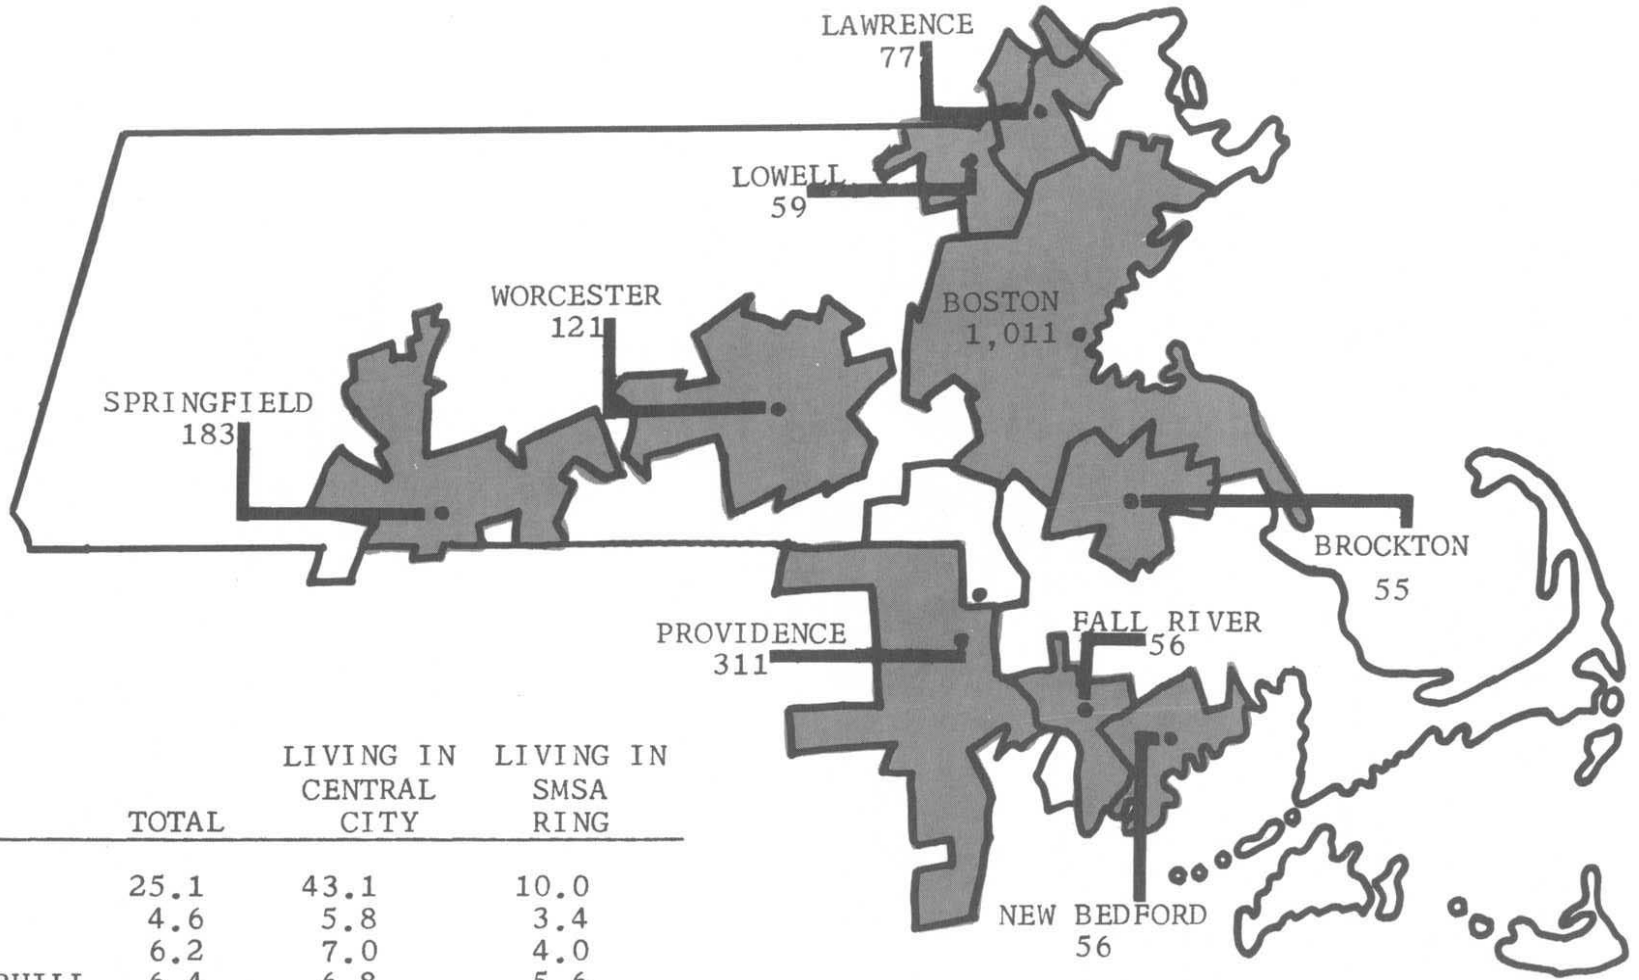 LAWRENCE
77
LOWELL
59
WORCESTER
121
BOSTON
1,011
SPRINGFIELD
183
BROCKTON
55
PROVIDENCE
311
FALL RIVER
56
NEW BEDFORD
56
LIVING IN LIVING IN
CENTRAL SMSA
TOTAL CITY RING
25.1 43.1 10.0
4.6 5.8 3.4
6.2 7.0 4.0